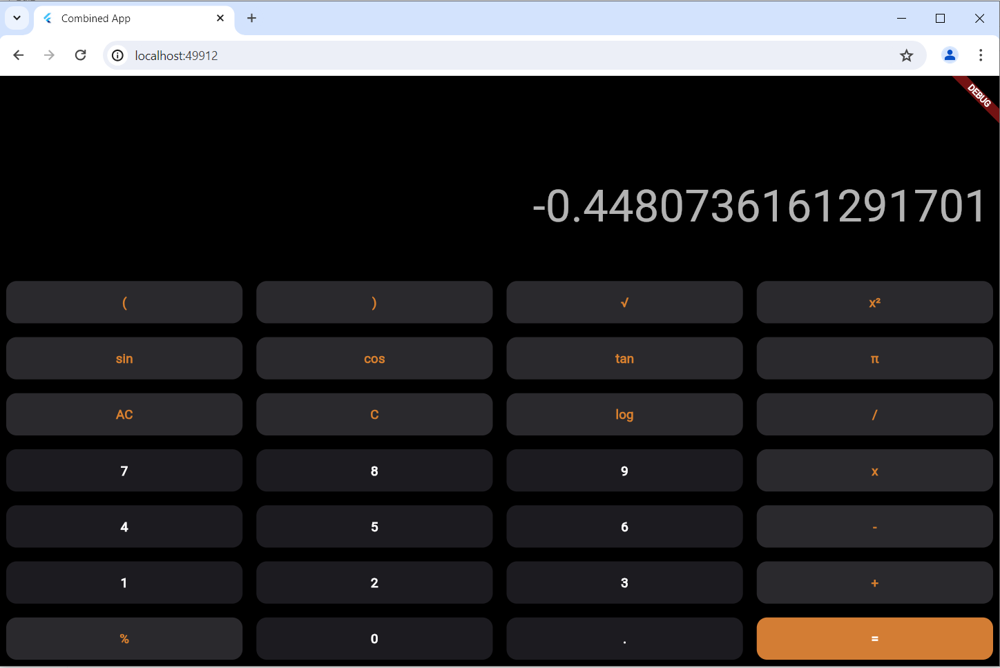 Combined App
localhost:49912
DEBUG
-0.4480736161291701
( ) √ x²
sin cos tan π
AC C log /
7 8 9 x
4 5 6 -
1 2 3 +
% 0 . =